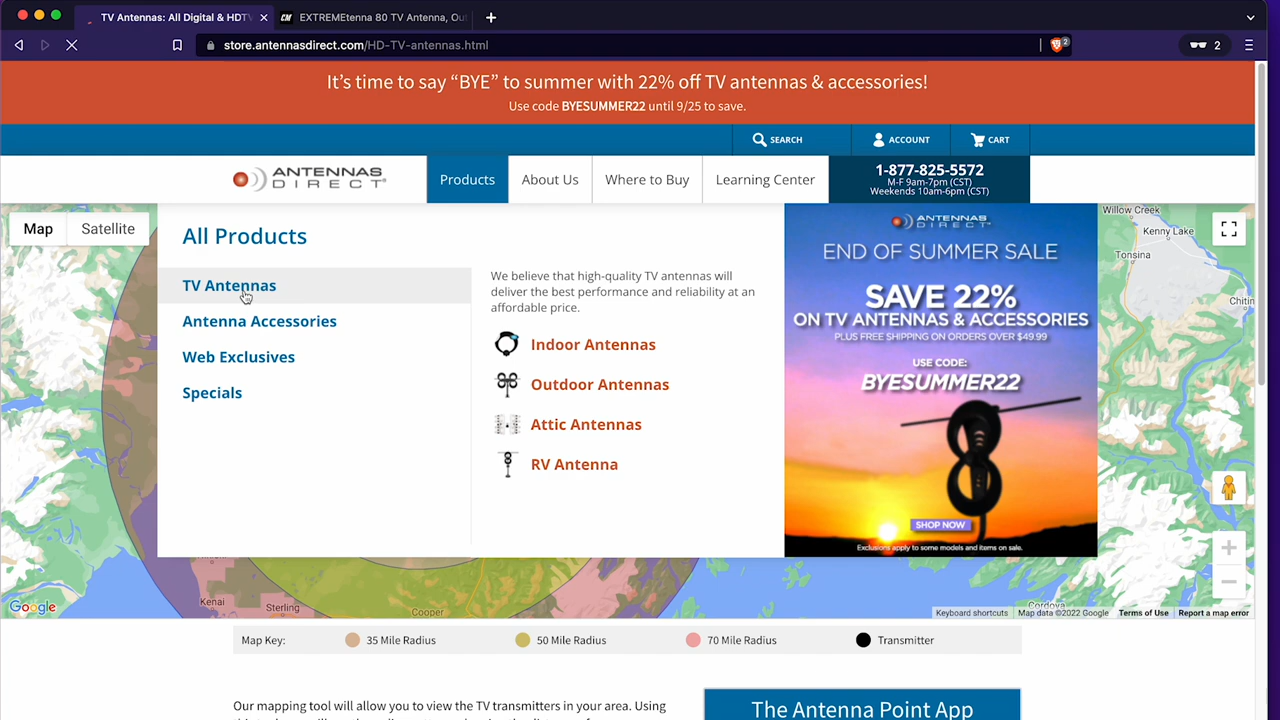 TV Antennas: All Digital & HDTV
EXTREMEtenna 80 TV Antenna, Ou
store.antennasdirect.com/HD-TV-antennas.html
2
2
It's time to say “BYE” to summer with 22% off TV antennas & accessories!
Use code BYESUMMER22 until 9/25 to save.
SEARCH
ACCOUNT
CART
ANTENNAS
DIRECT
Products
About Us
Where to Buy
Learning Center
1-877-825-5572
M-F 9am-7pm (CST)
Weekends 10am-6pm (CST)
Map
Satellite
All Products
TV Antennas
Antenna Accessories
Web Exclusives
Specials
We believe that high-quality TV antennas will
deliver the best performance and reliability at an
affordable price.
Indoor Antennas
Outdoor Antennas
Attic Antennas
RV Antenna
ANTENNAS
DIRECT
END OF SUMMER SALE
SAVE 22%
ON TV ANTENNAS & ACCESSORIES
PLUS FREE SHIPPING ON ORDERS OVER $49.99
USE CODE:
BYESUMMER22
SHOP NOW
Exclusions apply to some models and items on sale.
Willow Creek
Kenny Lake
Tonsina
Chitin
Kenai
Sterling
Cooper
Cordova
Google
Keyboard shortcuts
Map data ©2022 Google
Terms of Use
Report a map error
Map Key:
35 Mile Radius
50 Mile Radius
70 Mile Radius
Transmitter
Our mapping tool will allow you to view the TV transmitters in your area. Using
The Antenna Point App